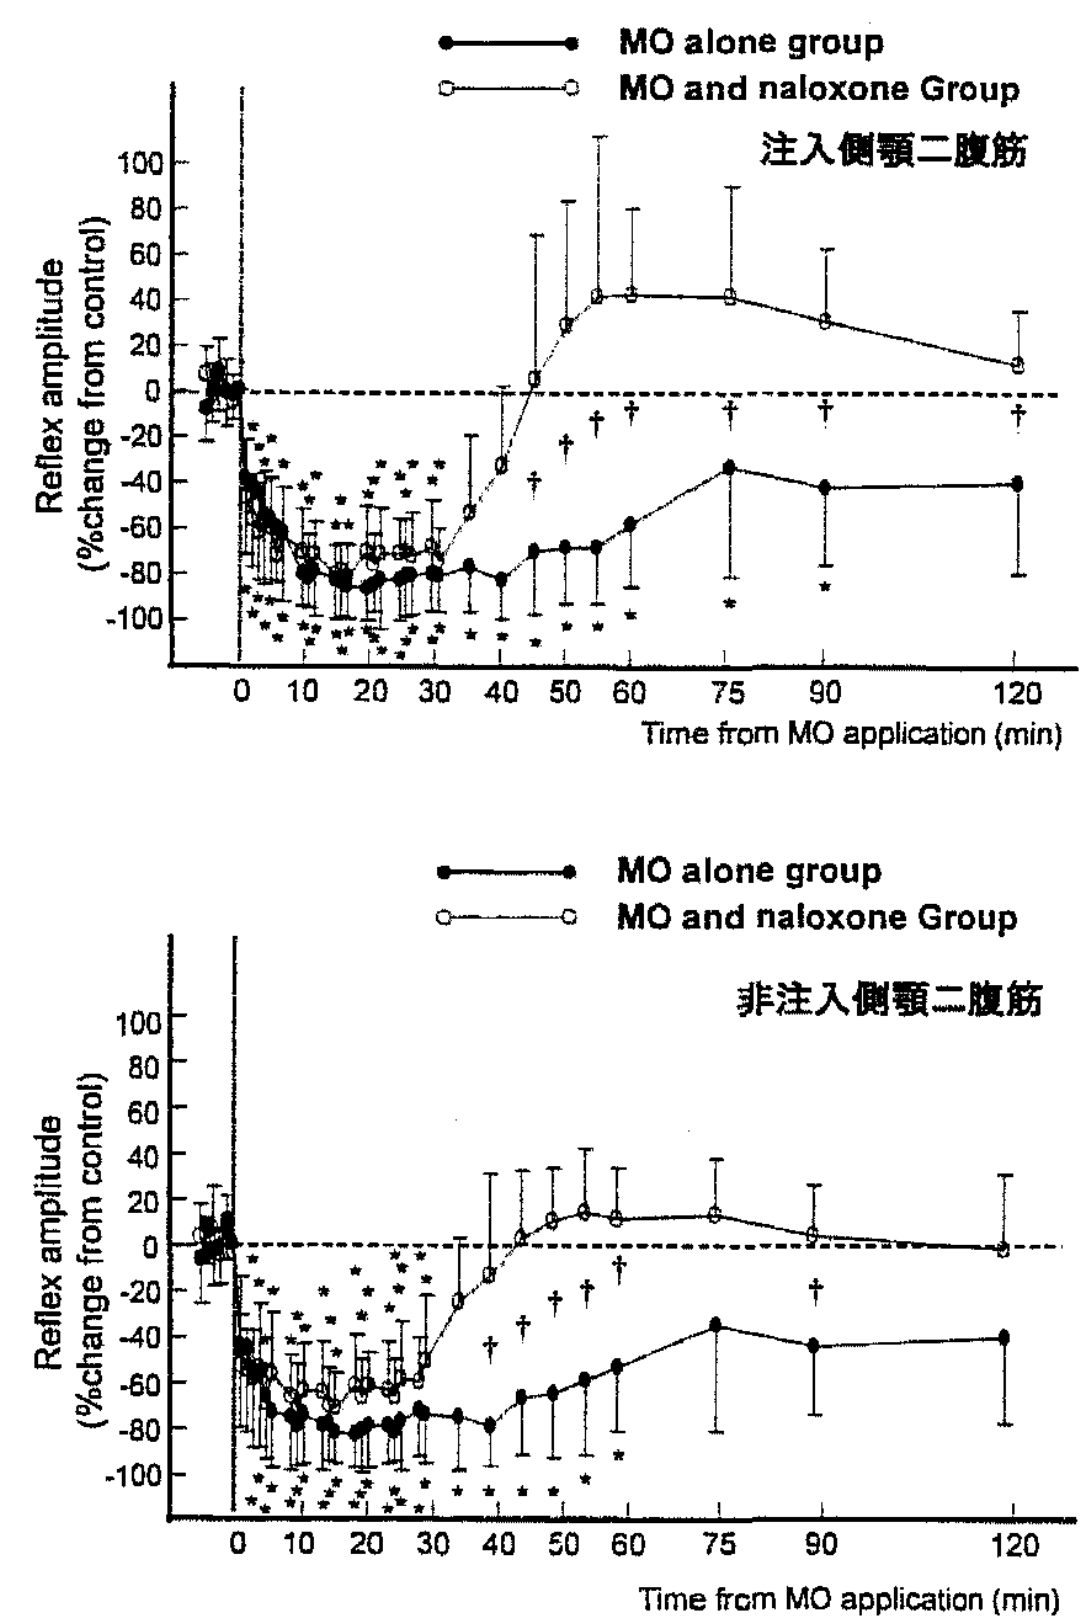 MO alone group
MO and naloxone Group
注入側顎二腹筋
Reflex amplitude
(%change from control)
100
80
60
40
20
0
-20
-40
-60
-80
-100
0 10 20 30 40 50 60 75 90 120
Time from MO application (min)
MO alone group
MO and naloxone Group
非注入側顎二腹筋
Reflex amplitude
(%change from control)
100
80
60
40
20
0
-20
-40
-60
-80
-100
0 10 20 30 40 50 60 75 90 120
Time from MO application (min)